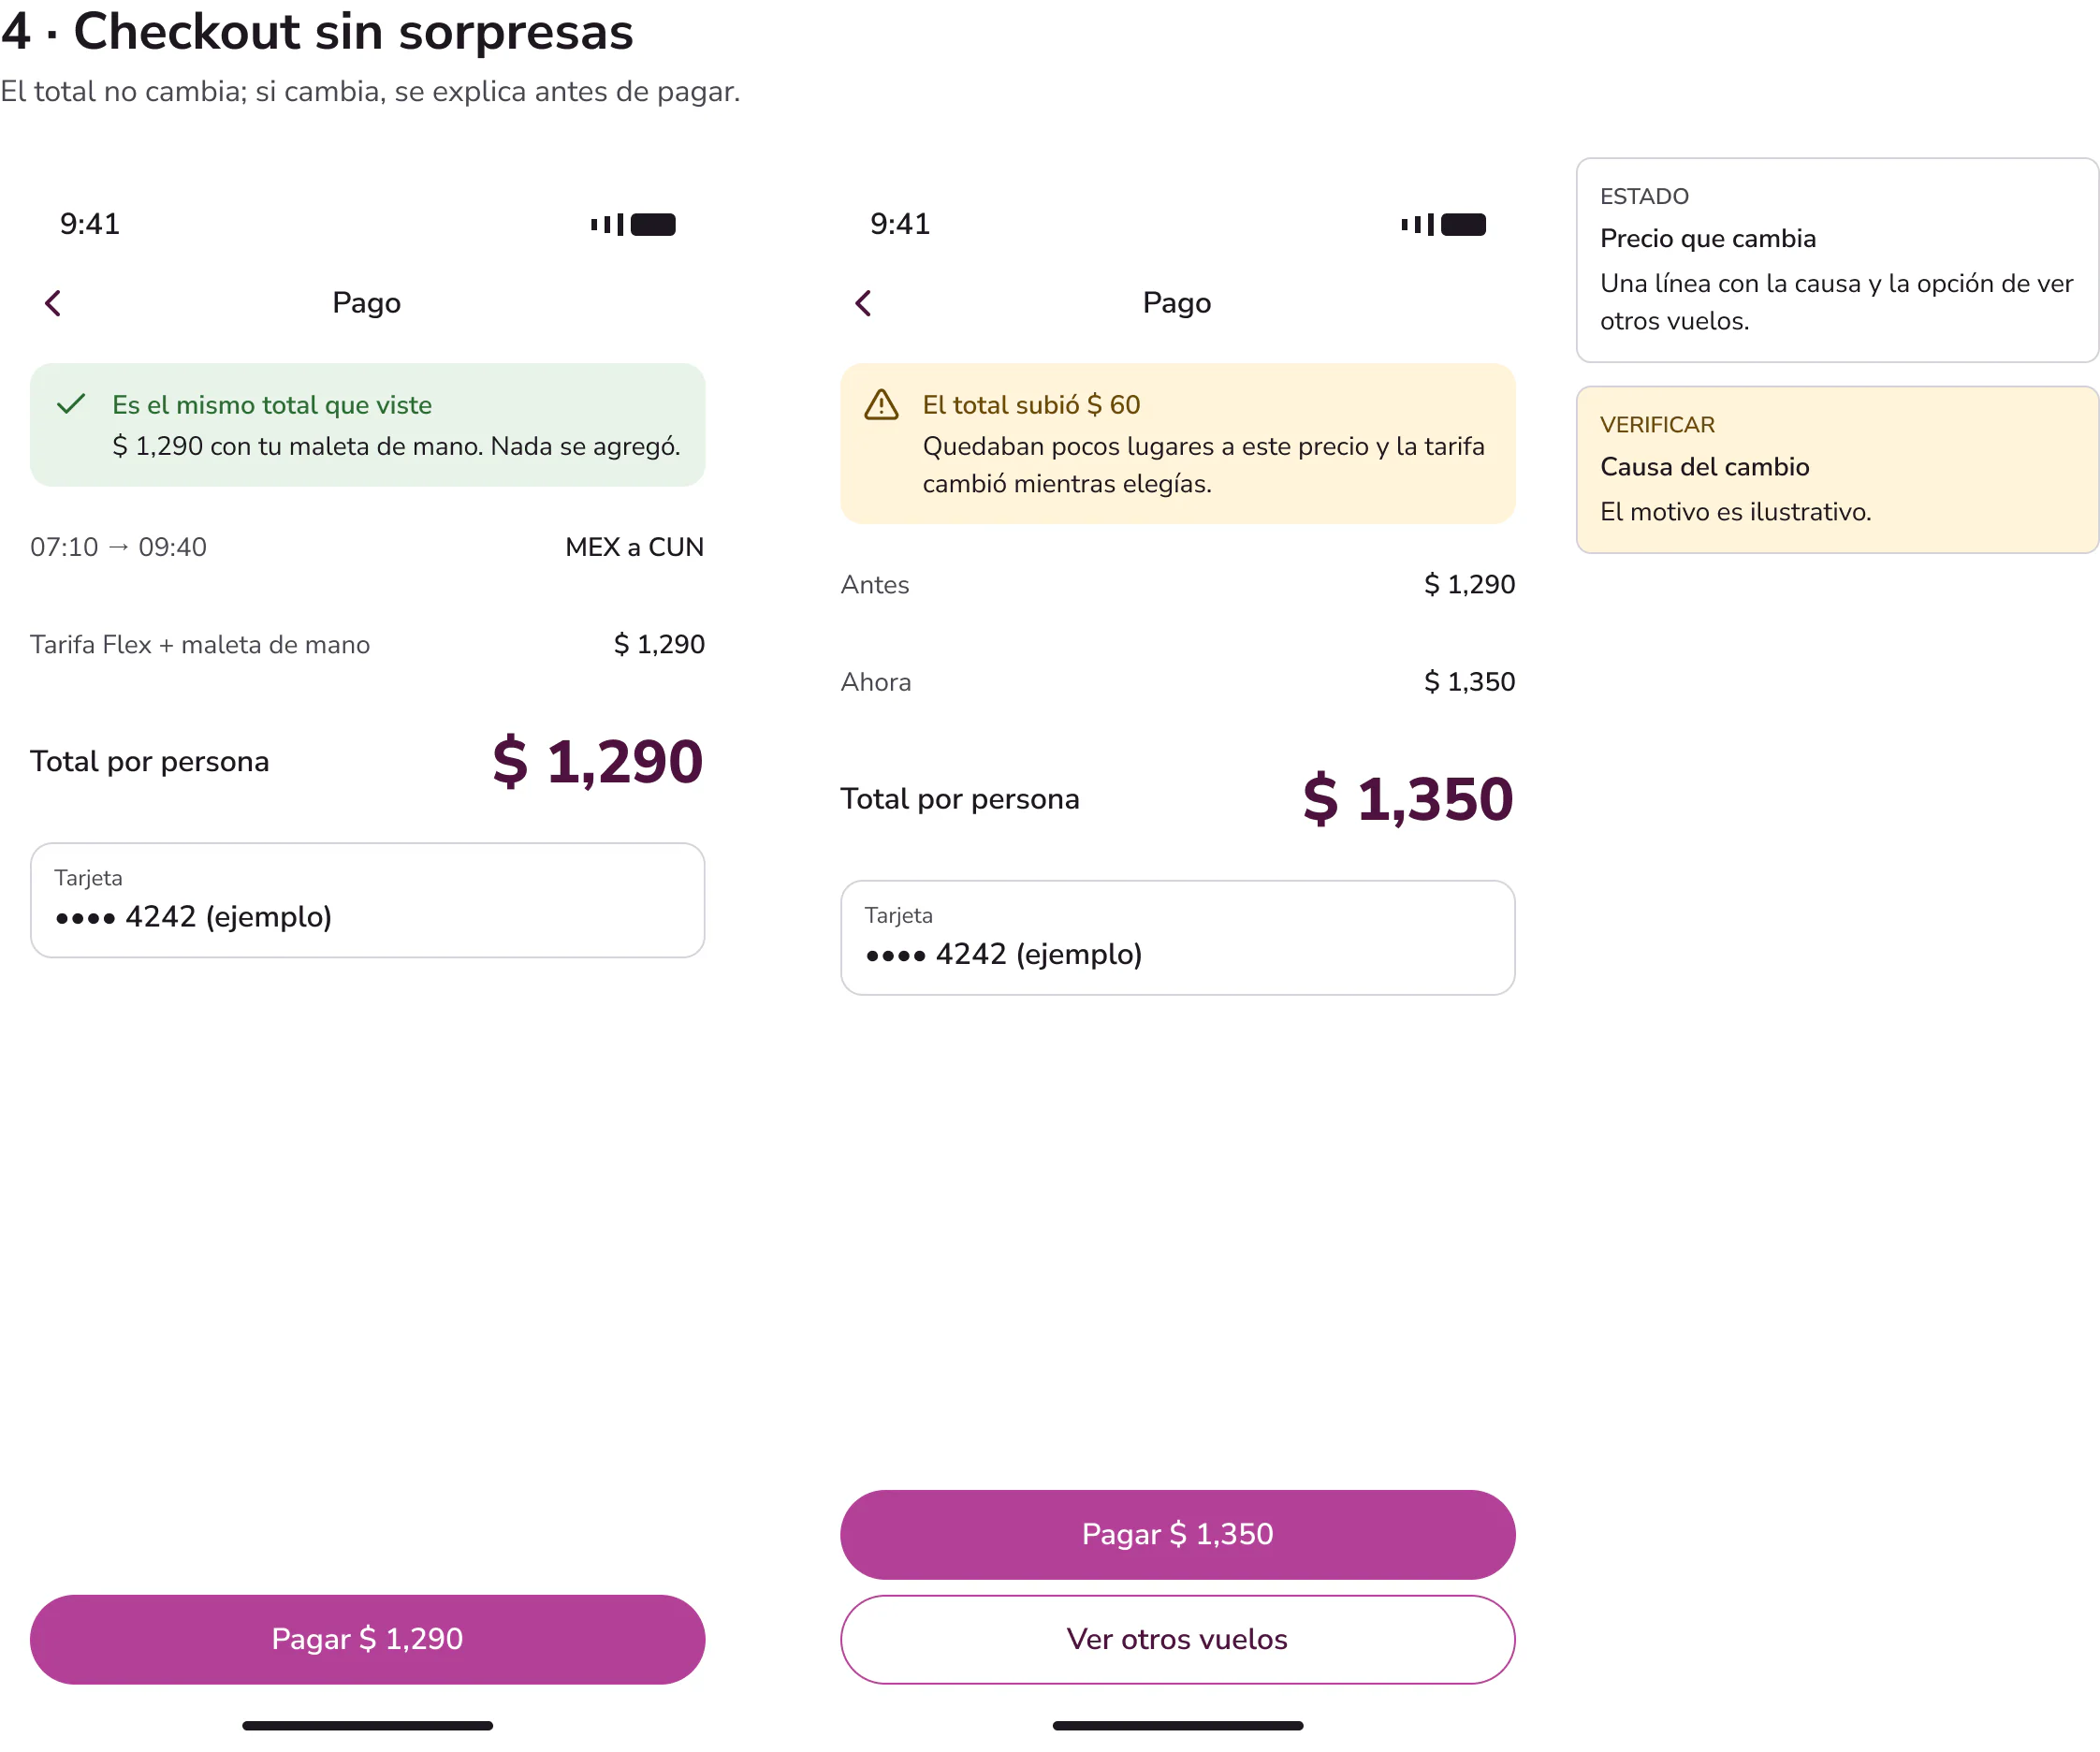 4 · Checkout sin sorpresas
El total no cambia; si cambia, se explica antes de pagar.
9:41
Pago
Es el mismo total que viste
$ 1,290 con tu maleta de mano. Nada se agregó.
07:10 → 09:40
MEX a CUN
Tarifa Flex + maleta de mano
$ 1,290
Total por persona
$ 1,290
Tarjeta
•••• 4242 (ejemplo)
Pagar $ 1,290
9:41
Pago
El total subió $ 60
Quedaban pocos lugares a este precio y la tarifa
cambió mientras elegías.
Antes
$ 1,290
Ahora
$ 1,350
Total por persona
$ 1,350
Tarjeta
•••• 4242 (ejemplo)
Pagar $ 1,350
Ver otros vuelos
ESTADO
Precio que cambia
Una línea con la causa y la opción de ver
otros vuelos.
VERIFICAR
Causa del cambio
El motivo es ilustrativo.